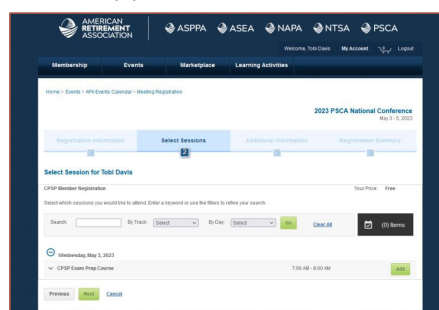 AMERICAN
RETIREMENT
ASSOCIATION
ASPPA ASEA NAPA NTSA PSCA
Welcome, Tobi Davis My Account Logout
Membership Events Marketplace Learning Activities
Home > Events > APA Events Calendar > Meeting Registration
2023 PSCA National Conference
May 3 - 5, 2023
Registration Information Select Sessions Additional Information Registration Summary
2
Select Session for Tobi Davis
CPSP Member Registration Your Price: Free
Select which sessions you would like to attend. Enter a keyword or use the filters to refine your search.
Search: By Track: Select By Day: Select Go Clear All (0) Items
Wednesday, May 3, 2023
CPSP Exam Prep Course 7:00 AM - 8:00 AM Add
Previous Next Cancel